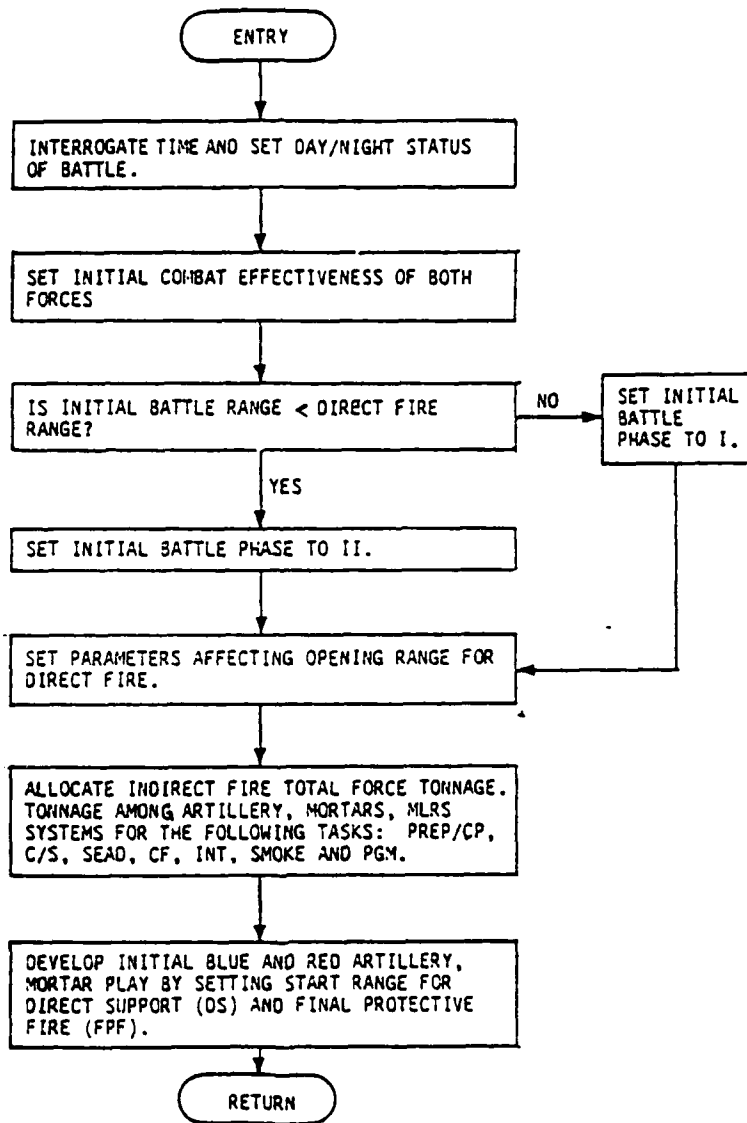 ENTRY
INTERROGATE TIME AND SET DAY/NIGHT STATUS
OF BATTLE.
SET INITIAL COMBAT EFFECTIVENESS OF BOTH
FORCES
IS INITIAL BATTLE RANGE < DIRECT FIRE
RANGE?
NO
SET INITIAL
BATTLE
PHASE TO I.
YES
SET INITIAL BATTLE PHASE TO II.
SET PARAMETERS AFFECTING OPENING RANGE FOR
DIRECT FIRE.
ALLOCATE INDIRECT FIRE TOTAL FORCE TONNAGE.
TONNAGE AMONG ARTILLERY, MORTARS, MLRS
SYSTEMS FOR THE FOLLOWING TASKS: PREP/CP,
C/S, SEAD, CF, INT, SMOKE AND PGM.
DEVELOP INITIAL BLUE AND RED ARTILLERY,
MORTAR PLAY BY SETTING START RANGE FOR
DIRECT SUPPORT (DS) AND FINAL PROTECTIVE
FIRE (FPF).
RETURN